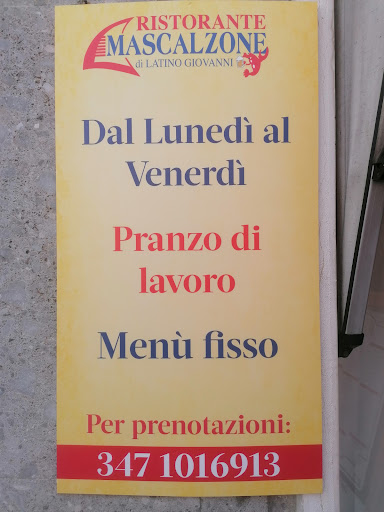 RISTORANTE
MASCALZONE
di LATINO GIOVANNI
Dal Lunedì al
Venerdì
Pranzo di
lavoro
Menù fisso
Per prenotazioni:
347 1016913